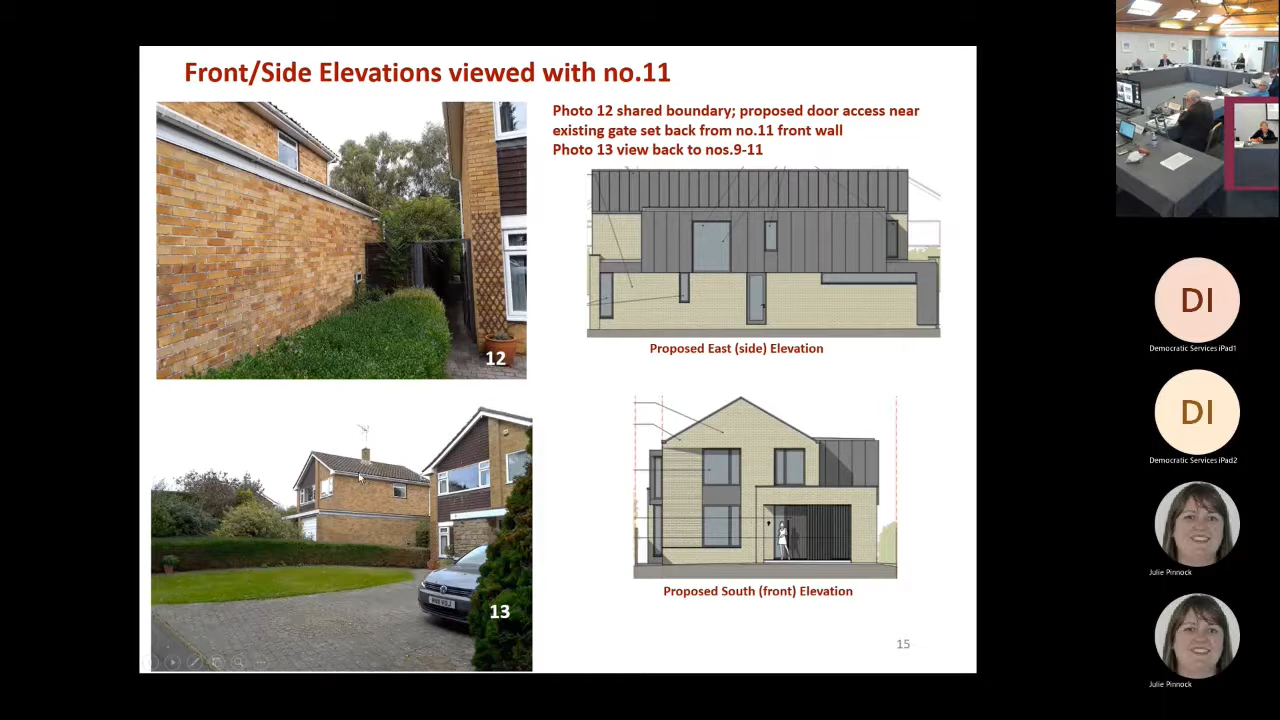 Front/Side Elevations viewed with no.11
Photo 12 shared boundary; proposed door access near
existing gate set back from no.11 front wall
Photo 13 view back to nos.9-11
12
Proposed East (side) Elevation
13
Proposed South (front) Elevation
15
DI
Democratic Services iPad1
DI
Democratic Services iPad2
Julie Pinnock
Julie Pinnock